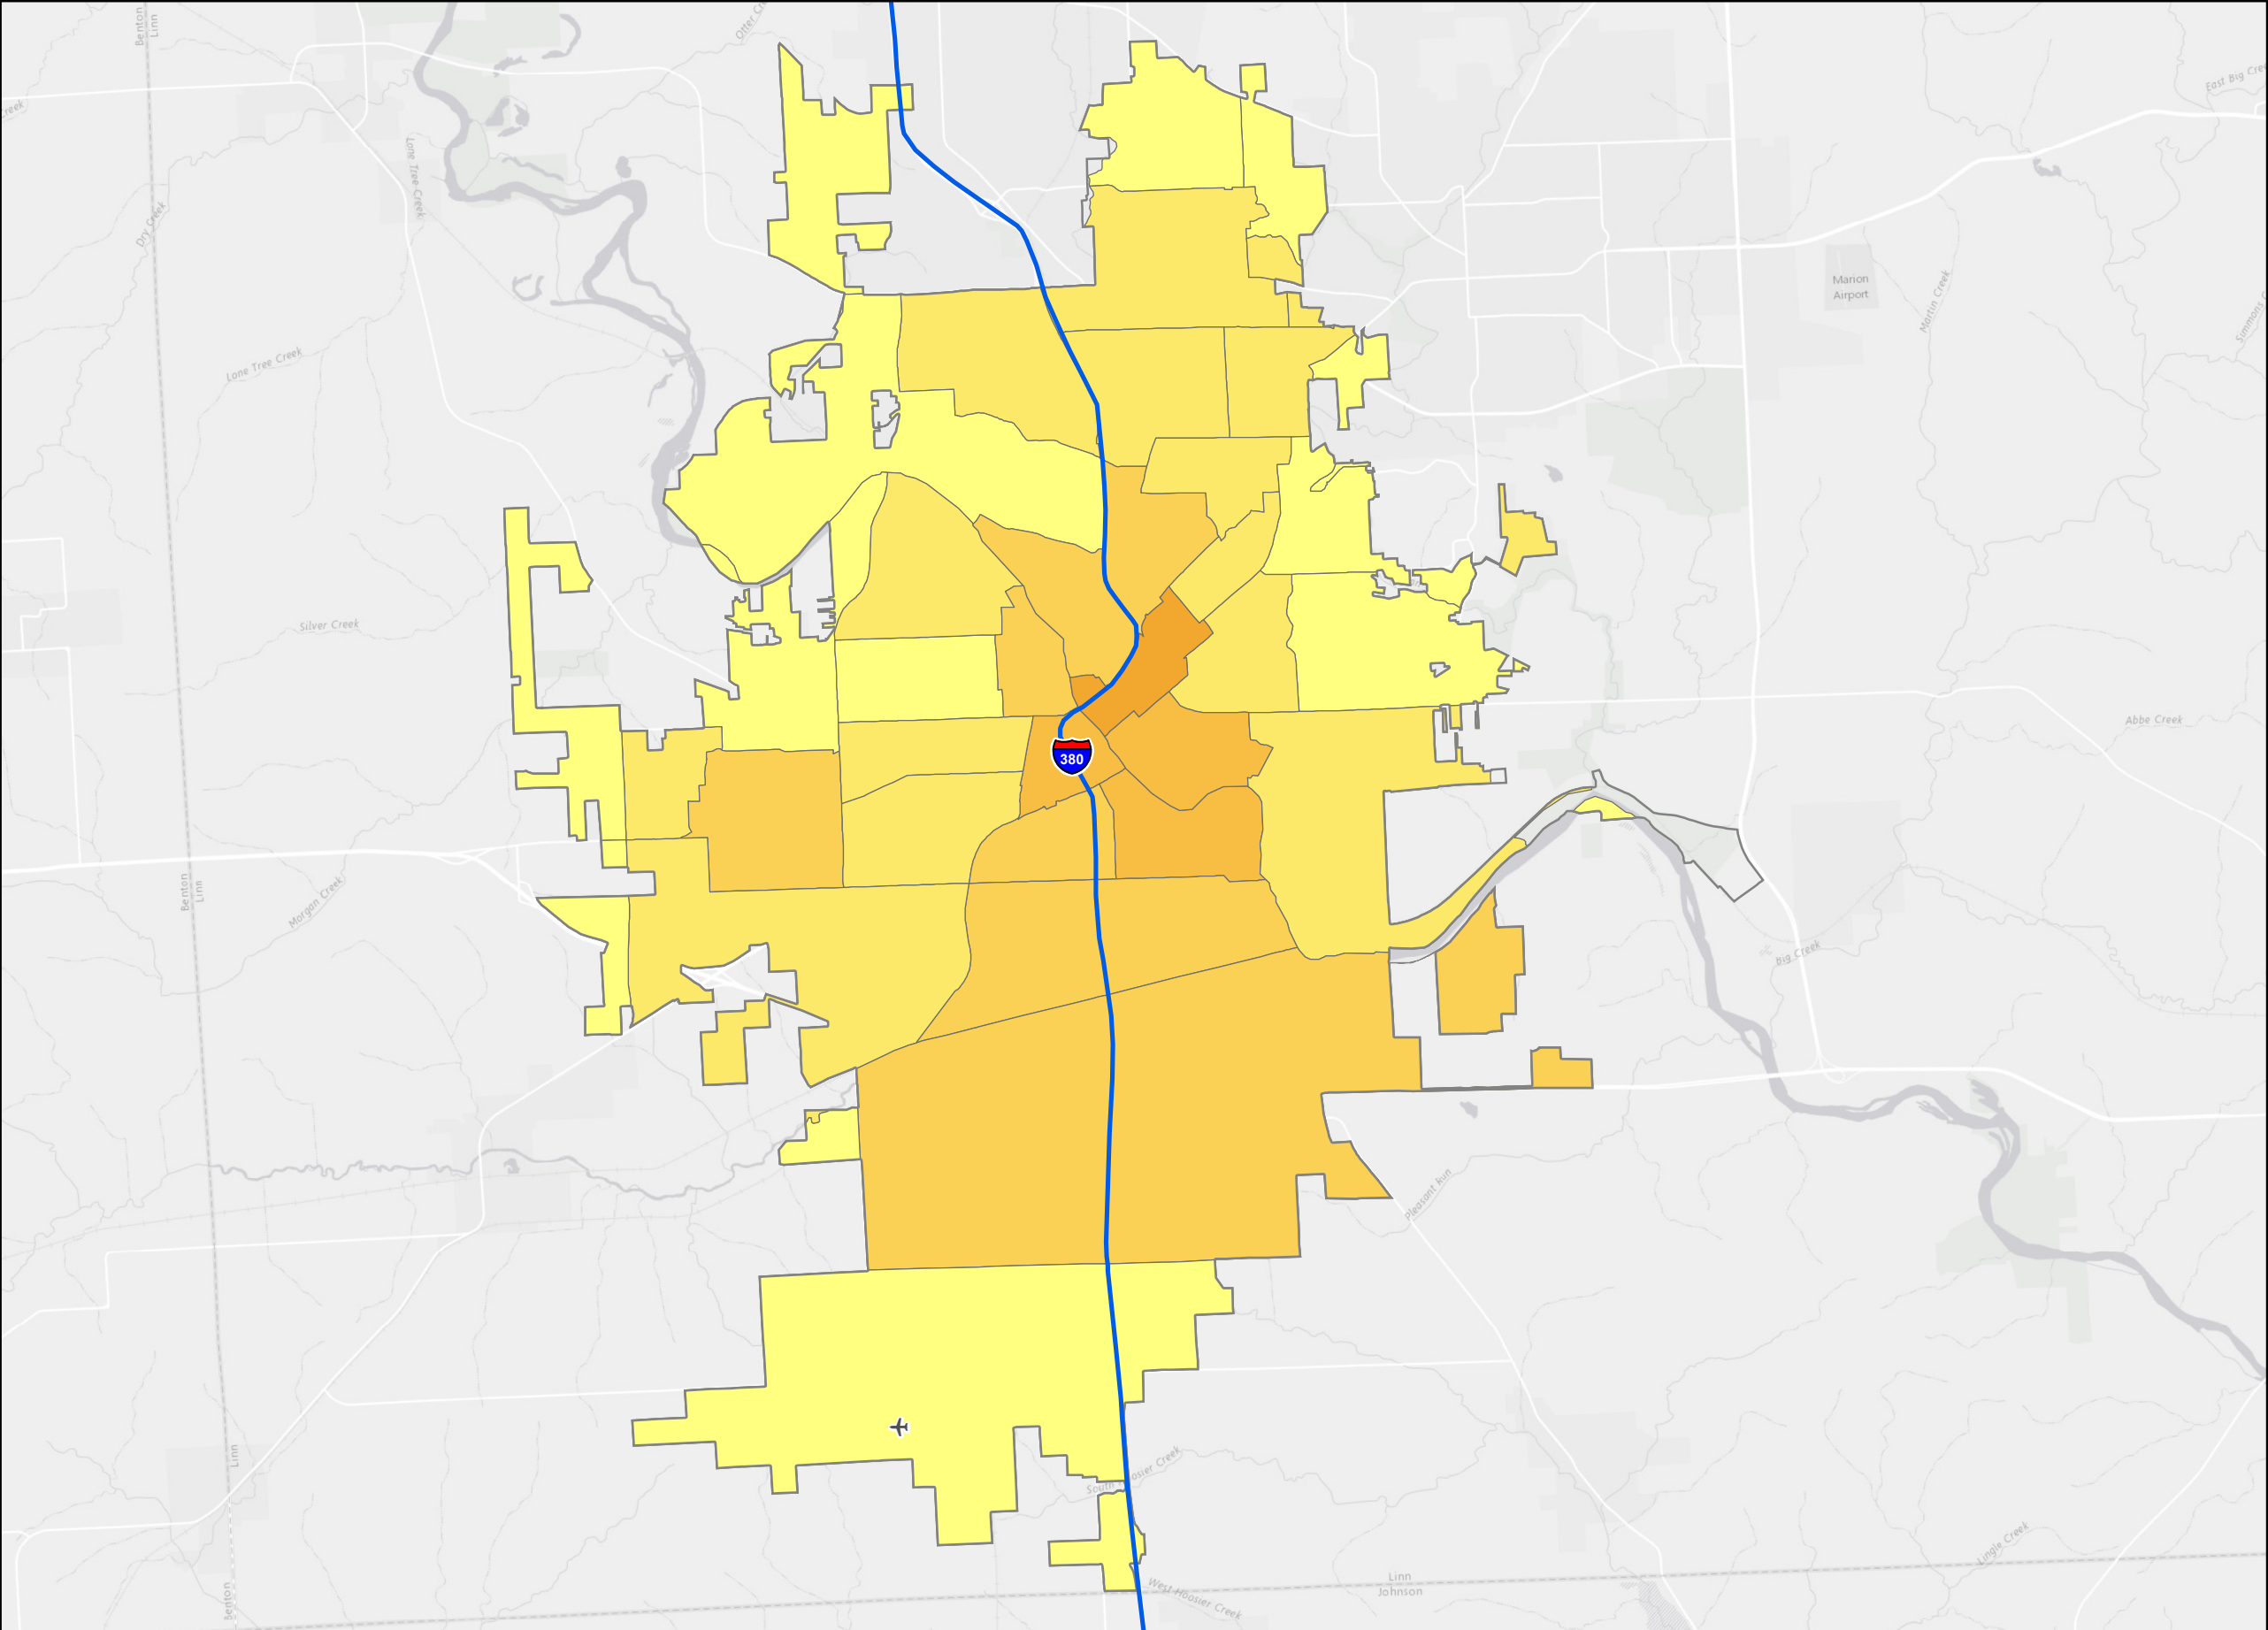 Benton
Linn
Otter Cr
East Big Cree
Creek
Lone Tree Creek
Dry Creek
Marion
Airport
Martin Creek
Simmons C
Lone Tree Creek
Silver Creek
Abbe Creek
380
Benton
Linn
Morgan Creek
Big Creek
Pleasant Run
Linn
South Hoosier Creek
Benton
West Hoosier Creek
Linn
Johnson
Lingle Creek